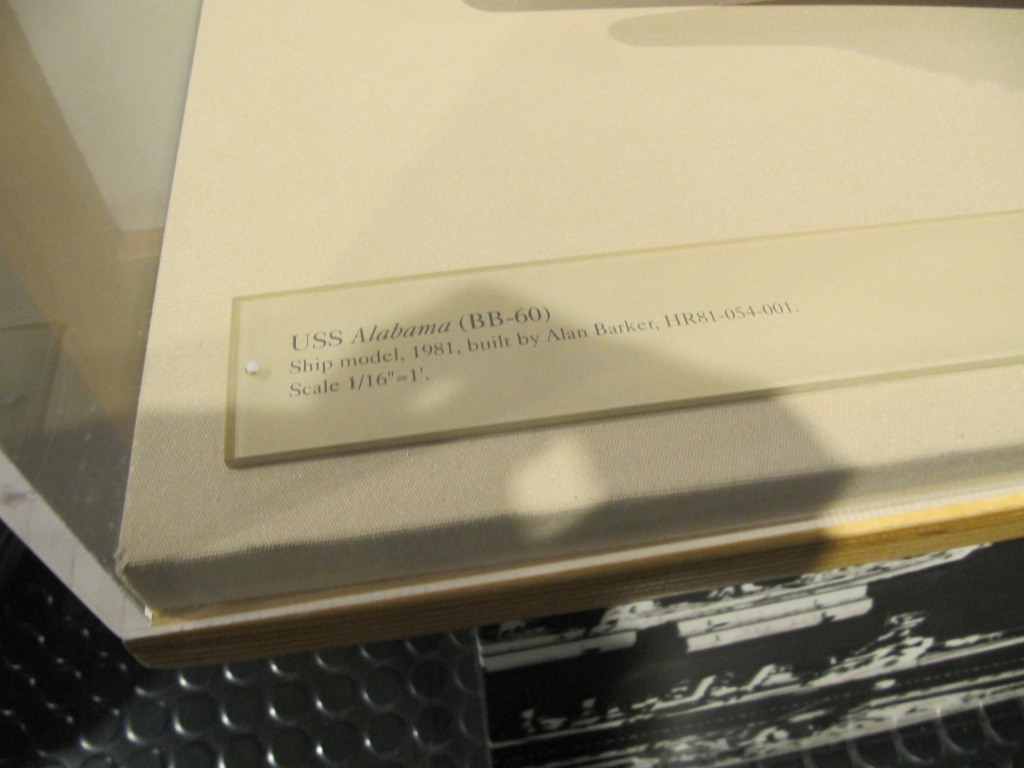 USS Alabama (BB-60)
Ship model, 1981, built by Alan Barker, HR81-054-001.
Scale 1/16"=1'.